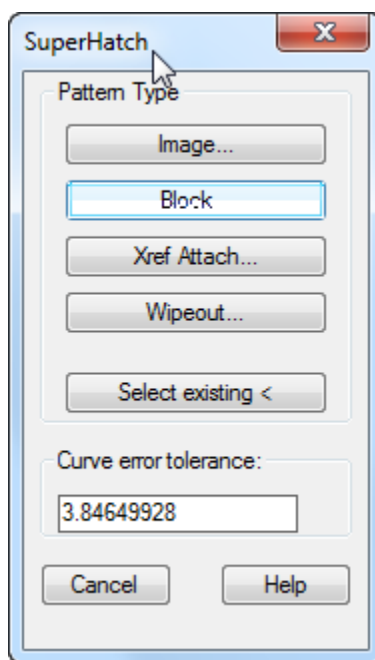 SuperHatch
Pattern Type
Image...
Block
Xref Attach...
Wipeout...
Select existing <
Curve error tolerance:
3.84649928
Cancel Help